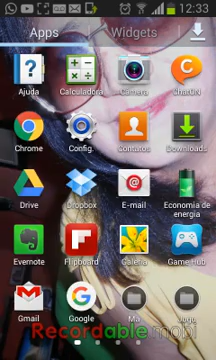 12:33
Apps Widgets
Ajuda Calculadora Câmera ChatON
Chrome Config. Contatos Downloads
Drive Dropbox E-mail Economia de energia
Evernote Flipboard Galeria Game Hub
Gmail Google Ma...
Recordable.mobi